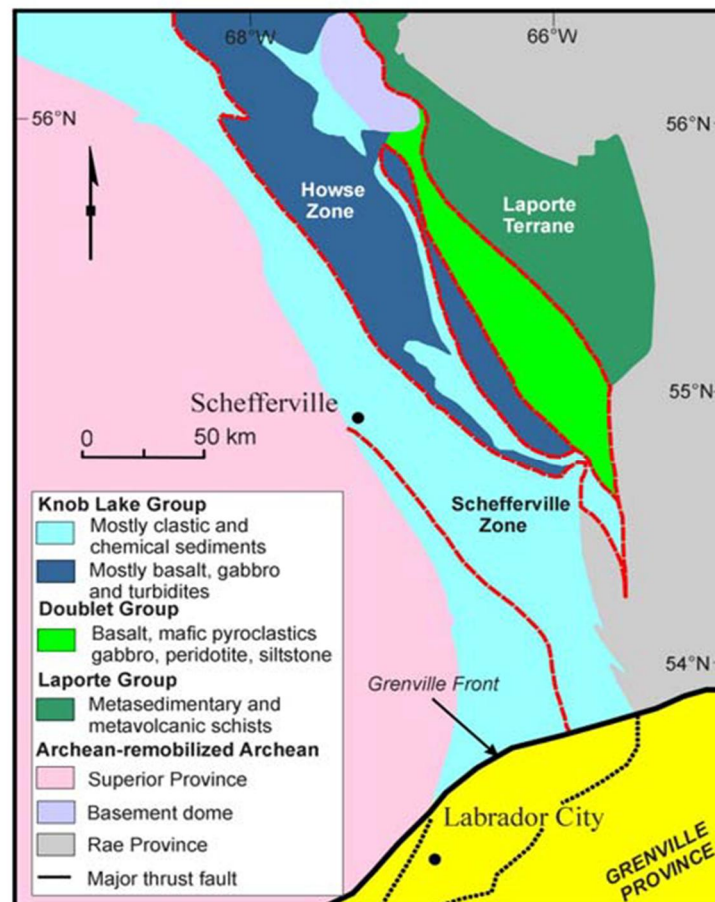 68°W
66°W
56°N
56°N
Howse
Zone
Laporte
Terrane
55°N
Schefferville
0 50 km
Schefferville
Zone
Knob Lake Group
Mostly clastic and
chemical sediments
Mostly basalt, gabbro
and turbidites
Doublet Group
Basalt, mafic pyroclastics
gabbro, peridotite, siltstone
Laporte Group
Metasedimentary and
metavolcanic schists
Archean-remobilized Archean
Superior Province
Basement dome
Rae Province
Major thrust fault
54°N
Grenville Front
Labrador City
GRENVILLE
PROVINCE